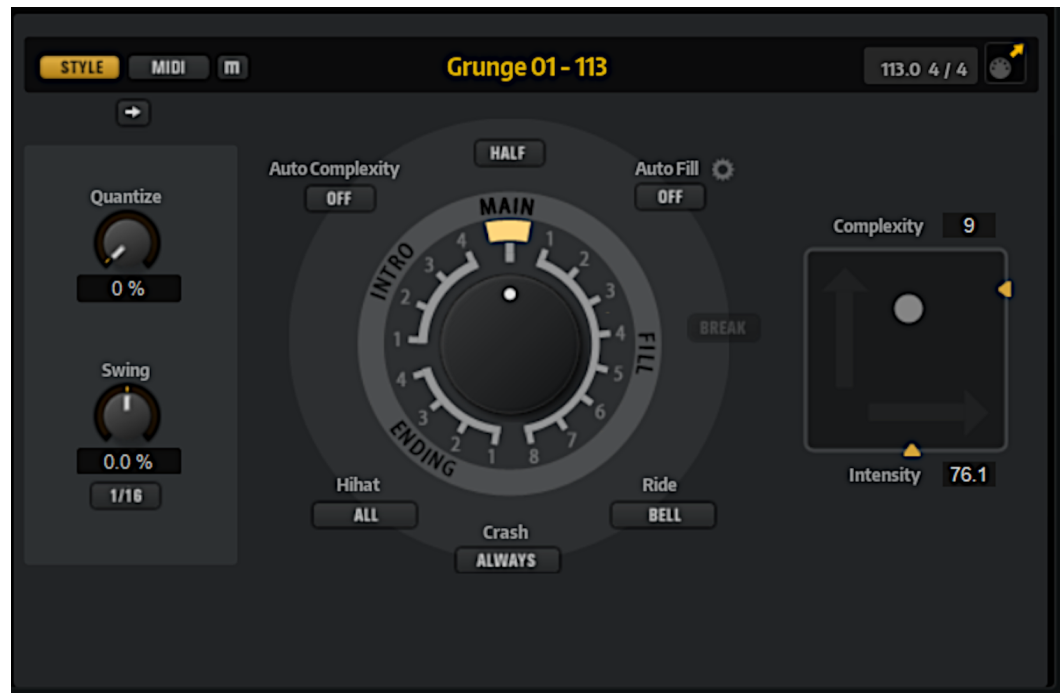 STYLE MIDI m Grunge 01 - 113 113.0 4 / 4
HALF
Auto Complexity Auto Fill
OFF OFF
Quantize
0 %
MAIN
INTRO
1 2 3 4
FILL
1 2 3 4 5 6 7 8
ENDING
1 2 3 4
BREAK
Complexity 9
Intensity 76.1
Swing
0.0 %
1/16
Hihat
ALL
Crash
ALWAYS
Ride
BELL